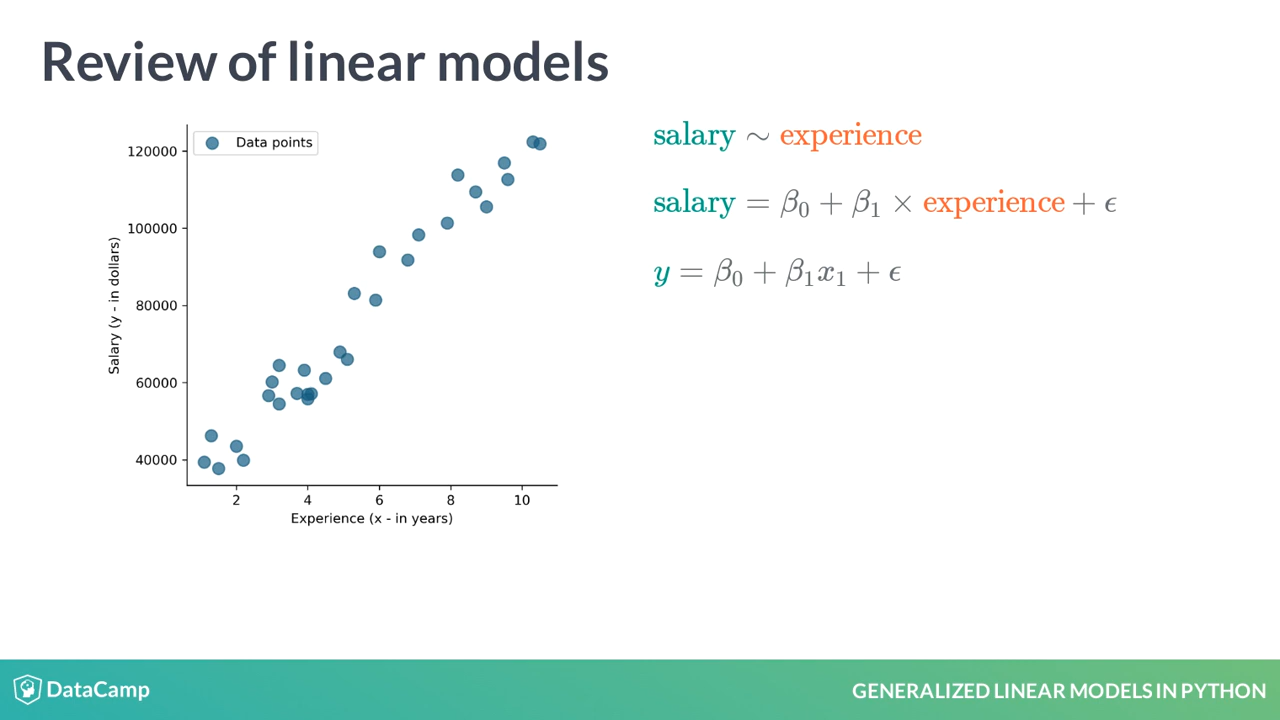 Review of linear models
Data points
120000
100000
80000
60000
40000
Salary (y - in dollars)
2 4 6 8 10
Experience (x - in years)
salary ∼ experience
salary = β₀ + β₁ × experience + ϵ
y = β₀ + β₁x₁ + ϵ
DataCamp
GENERALIZED LINEAR MODELS IN PYTHON